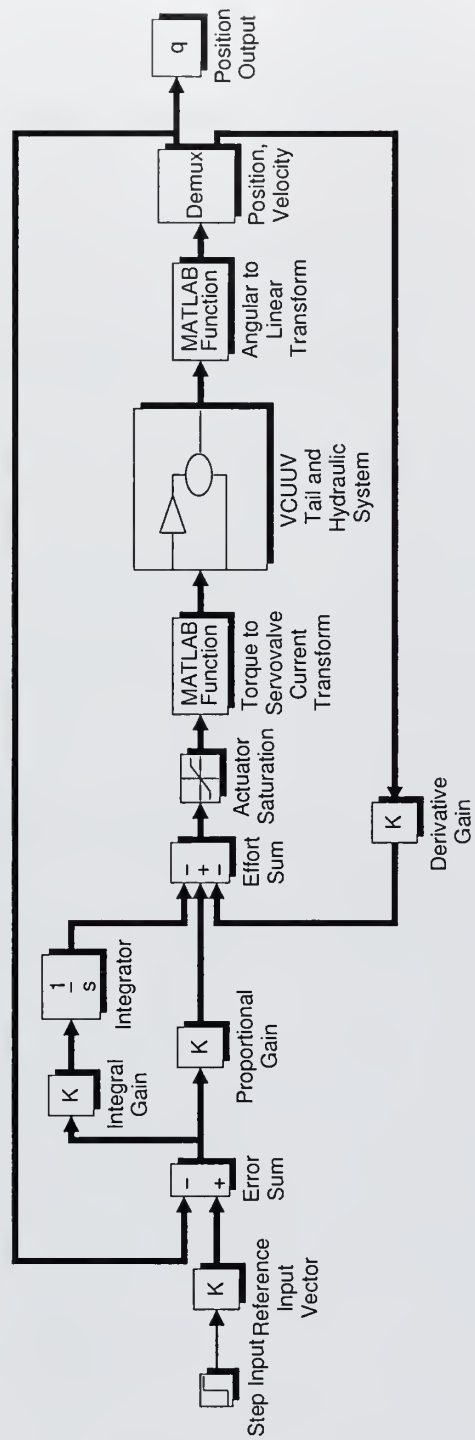 Step Input
K
Reference
Input
Vector
-
+
Error
Sum
K
Integral
Gain
1
s
Integrator
K
Proportional
Gain
-
+
-
Effort
Sum
Actuator
Saturation
MATLAB
Function
Torque to
Servovalve
Current
Transform
VCUUV
Tail and
Hydraulic
System
MATLAB
Function
Angular to
Linear
Transform
Demux
Position,
Velocity
q
Position
Output
K
Derivative
Gain